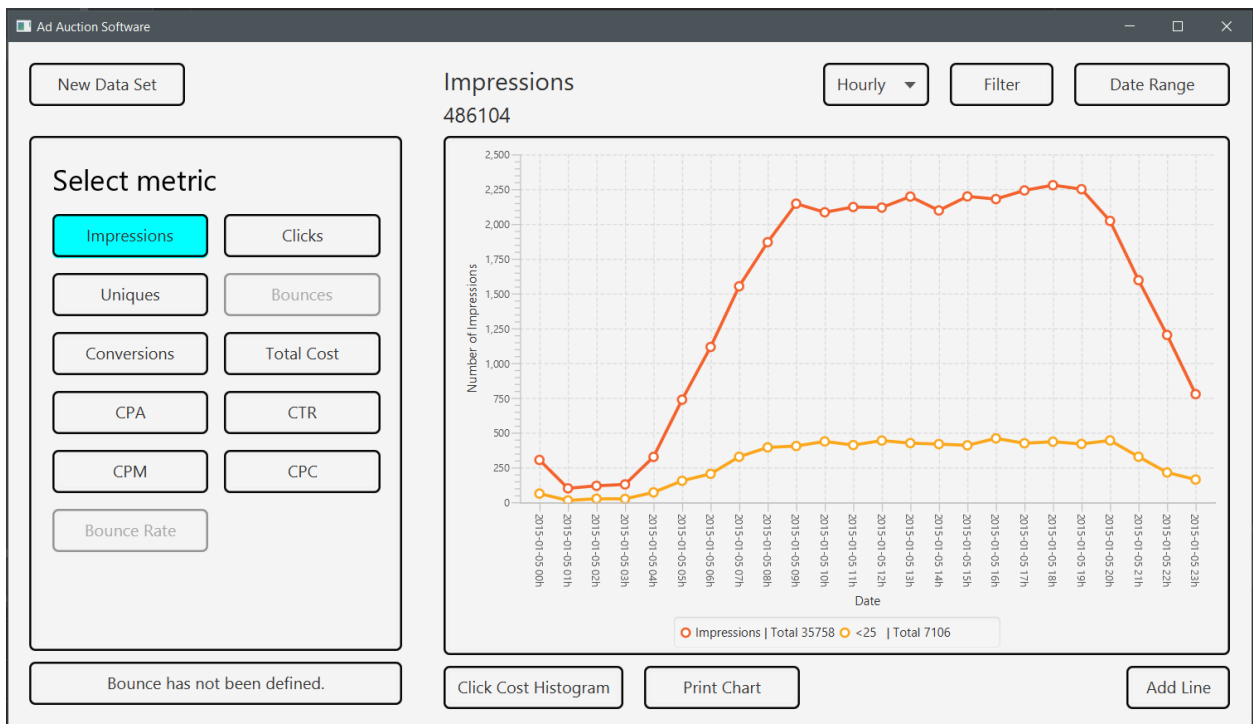 Ad Auction Software
New Data Set
Impressions
486104
Hourly
Filter
Date Range
Select metric
Impressions
Clicks
Uniques
Bounces
Conversions
Total Cost
CPA
CTR
CPM
CPC
Bounce Rate
Bounce has not been defined.
Number of Impressions
2,500
2,250
2,000
1,750
1,500
1,250
1,000
750
500
250
0
2015-01-05 00h
2015-01-05 01h
2015-01-05 02h
2015-01-05 03h
2015-01-05 04h
2015-01-05 05h
2015-01-05 06h
2015-01-05 07h
2015-01-05 08h
2015-01-05 09h
2015-01-05 10h
2015-01-05 11h
2015-01-05 12h
2015-01-05 13h
2015-01-05 14h
2015-01-05 15h
2015-01-05 16h
2015-01-05 17h
2015-01-05 18h
2015-01-05 19h
2015-01-05 20h
2015-01-05 21h
2015-01-05 22h
2015-01-05 23h
Date
Impressions | Total 35758
<25 | Total 7106
Click Cost Histogram
Print Chart
Add Line